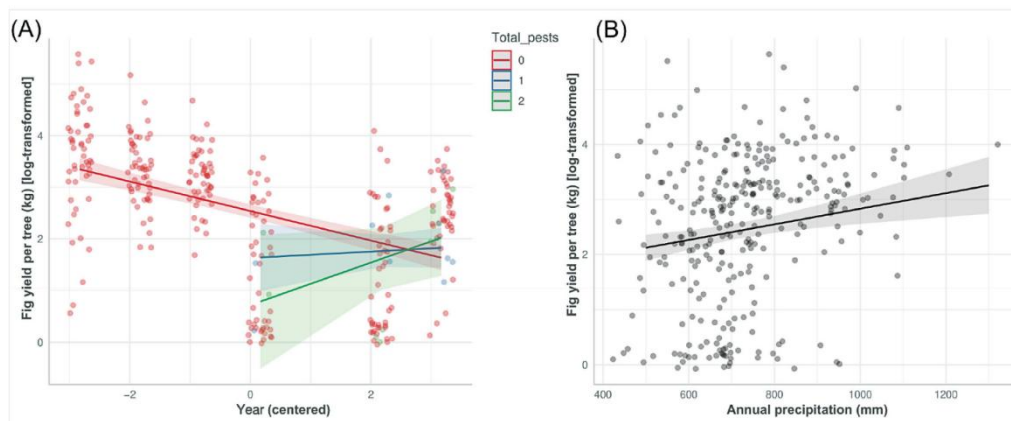 (A)
Total_pests
0
1
2
Fig yield per tree (kg) [log-transformed]
4
2
0
−2
0
2
Year (centered)
(B)
Fig yield per tree (kg) [log-transformed]
4
2
0
400
600
800
1000
1200
Annual precipitation (mm)